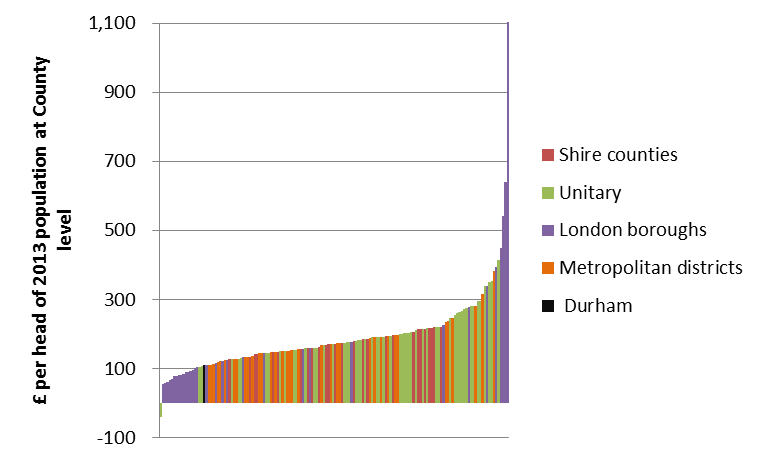 £ per head of 2013 population at County
level
1,100
900
700
500
300
100
-100
Shire counties
Unitary
London boroughs
Metropolitan districts
Durham